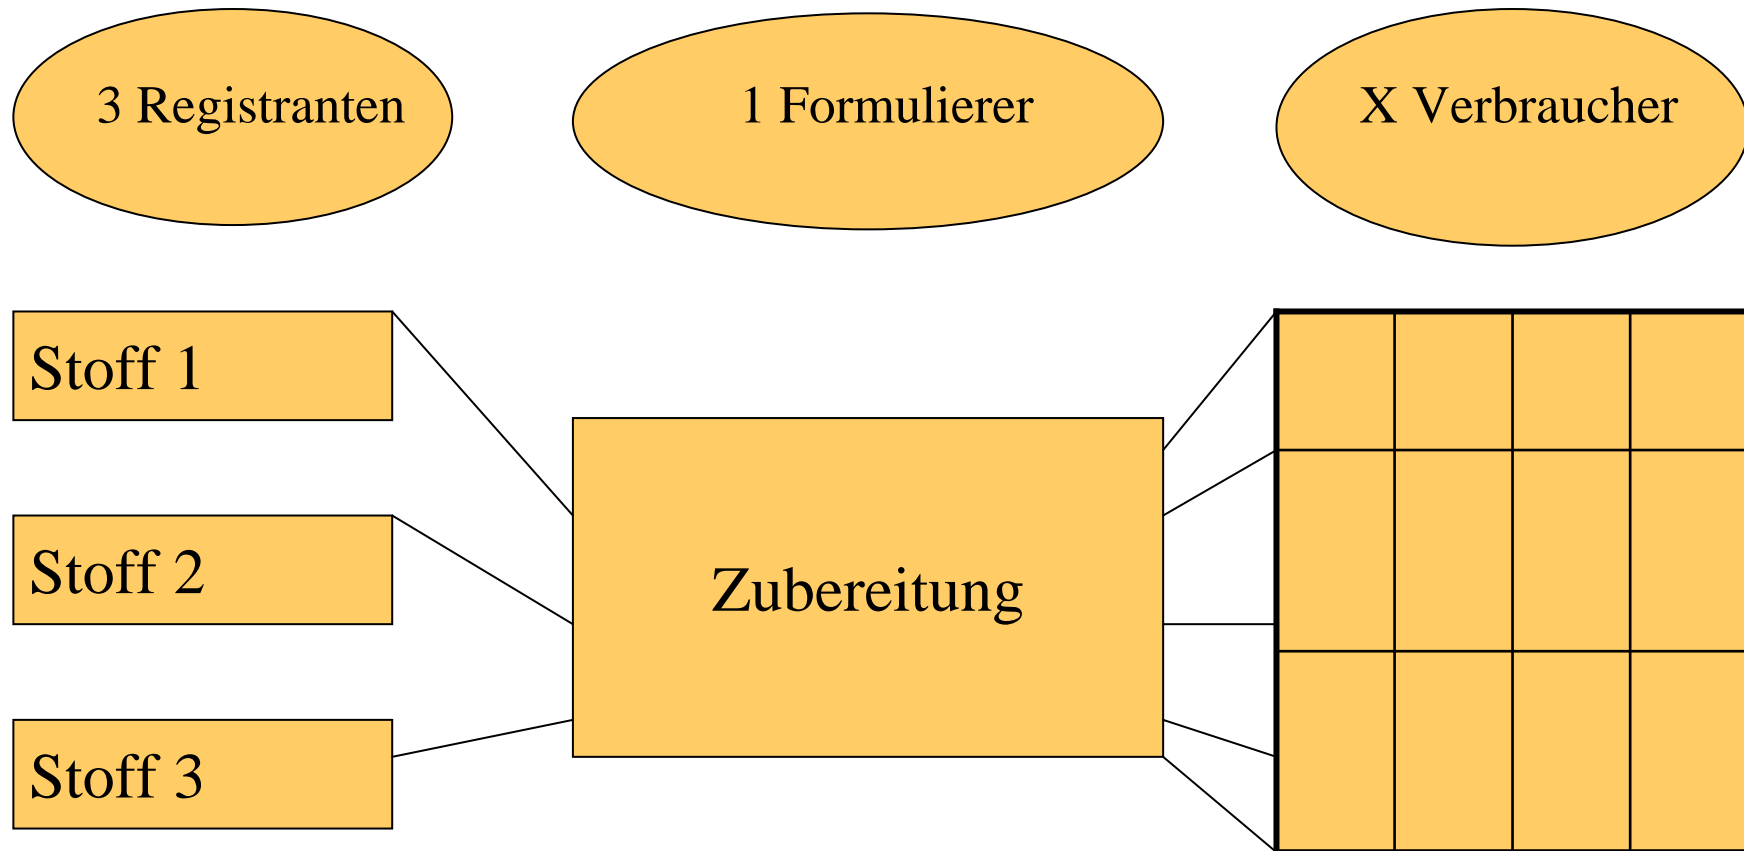 3 Registranten
1 Formulierer
X Verbraucher
Stoff 1
Stoff 2
Zubereitung
Stoff 3